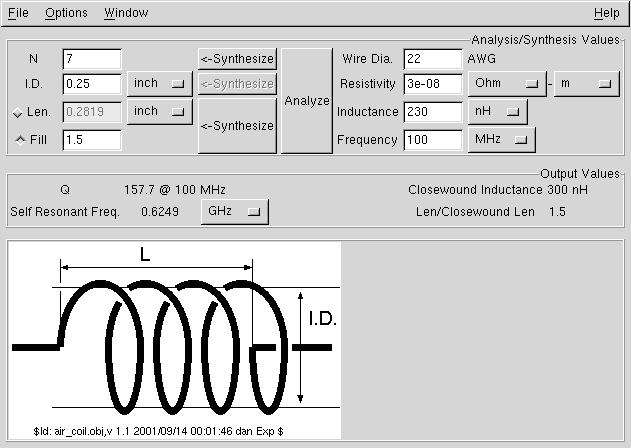 File Options Window Help
Analysis/Synthesis Values
N 7 <-Synthesize Wire Dia. 22 AWG
I.D. 0.25 inch <-Synthesize Analyze Resistivity 3e-08 Ohm - m
Len. 0.2819 inch <-Synthesize Inductance 230 nH
Fill 1.5 Frequency 100 MHz
Output Values
Q 157.7 @ 100 MHz Closewound Inductance 300 nH
Self Resonant Freq. 0.6249 GHz Len/Closewound Len 1.5
L
I.D.
$Id: air_coil.obj,v 1.1 2001/09/14 00:01:46 dan Exp $